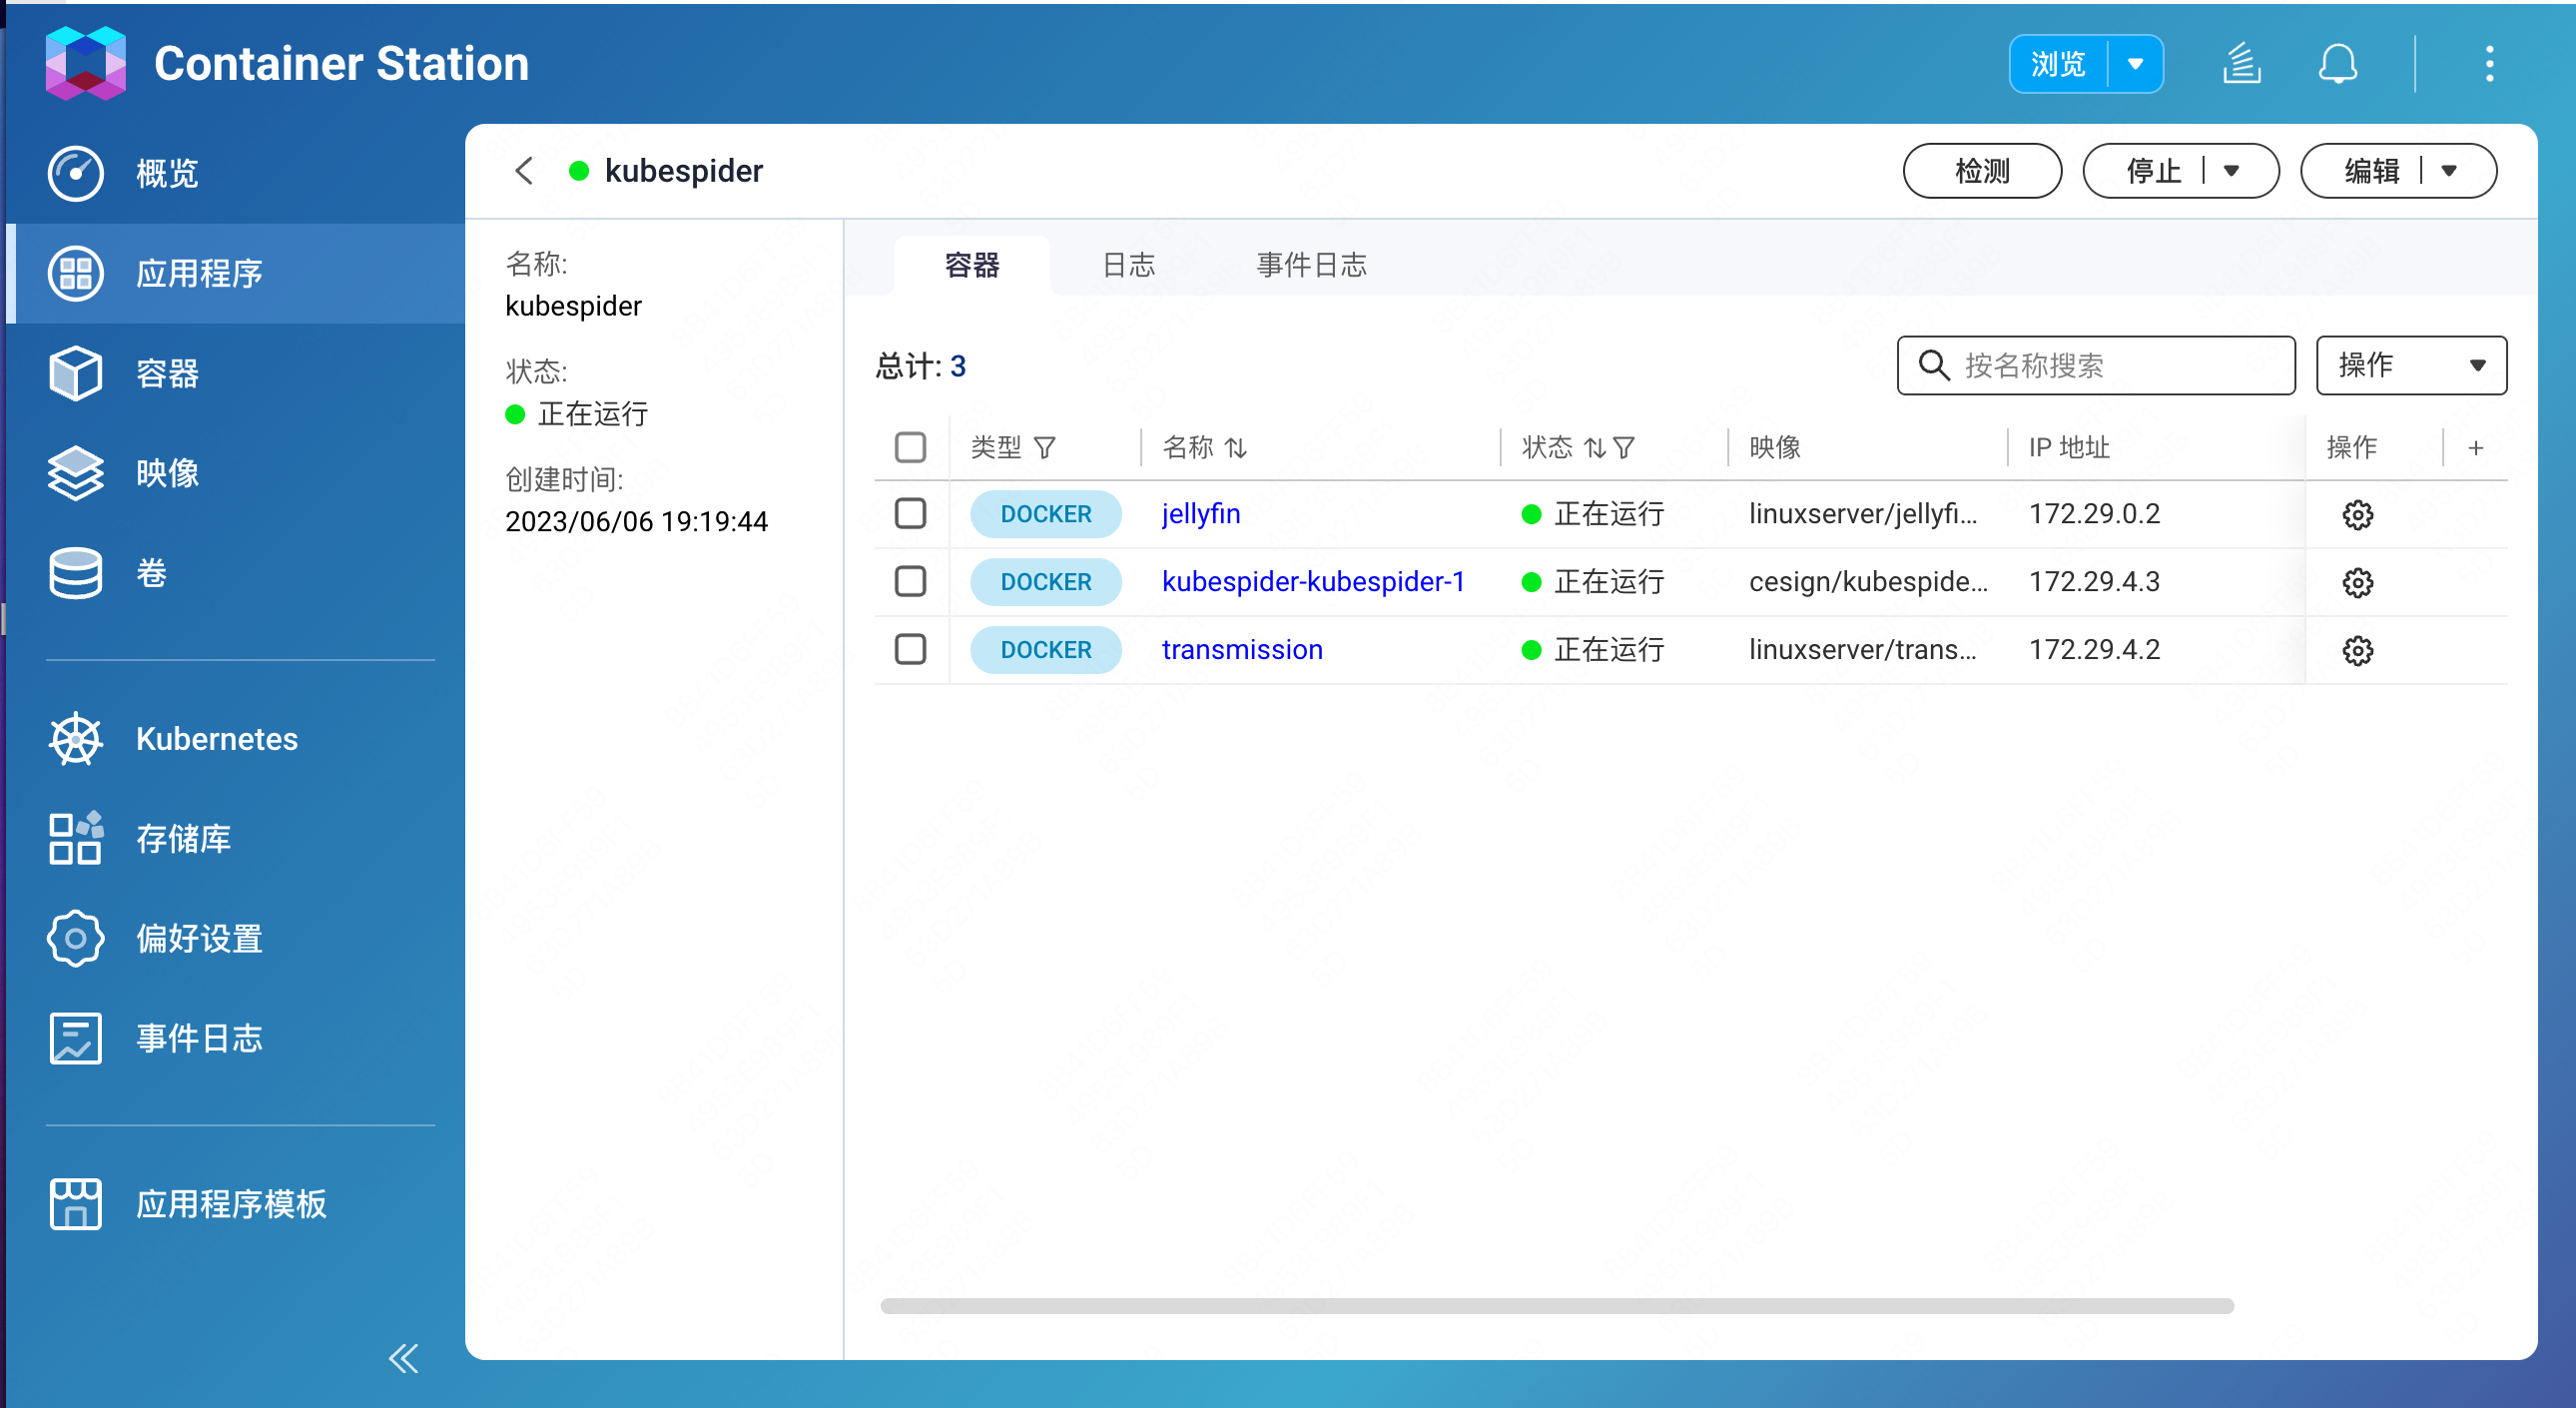 Container Station
浏览
概览
应用程序
容器
映像
卷
Kubernetes
存储库
偏好设置
事件日志
应用程序模板
kubespider
检测
停止
编辑
名称:
kubespider
状态:
正在运行
创建时间:
2023/06/06 19:19:44
容器 日志 事件日志
总计: 3
按名称搜索
操作
类型 名称 状态 映像 IP 地址 操作
DOCKER jellyfin 正在运行 linuxserver/jellyfi... 172.29.0.2
DOCKER kubespider-kubespider-1 正在运行 cesign/kubespide... 172.29.4.3
DOCKER transmission 正在运行 linuxserver/trans... 172.29.4.2